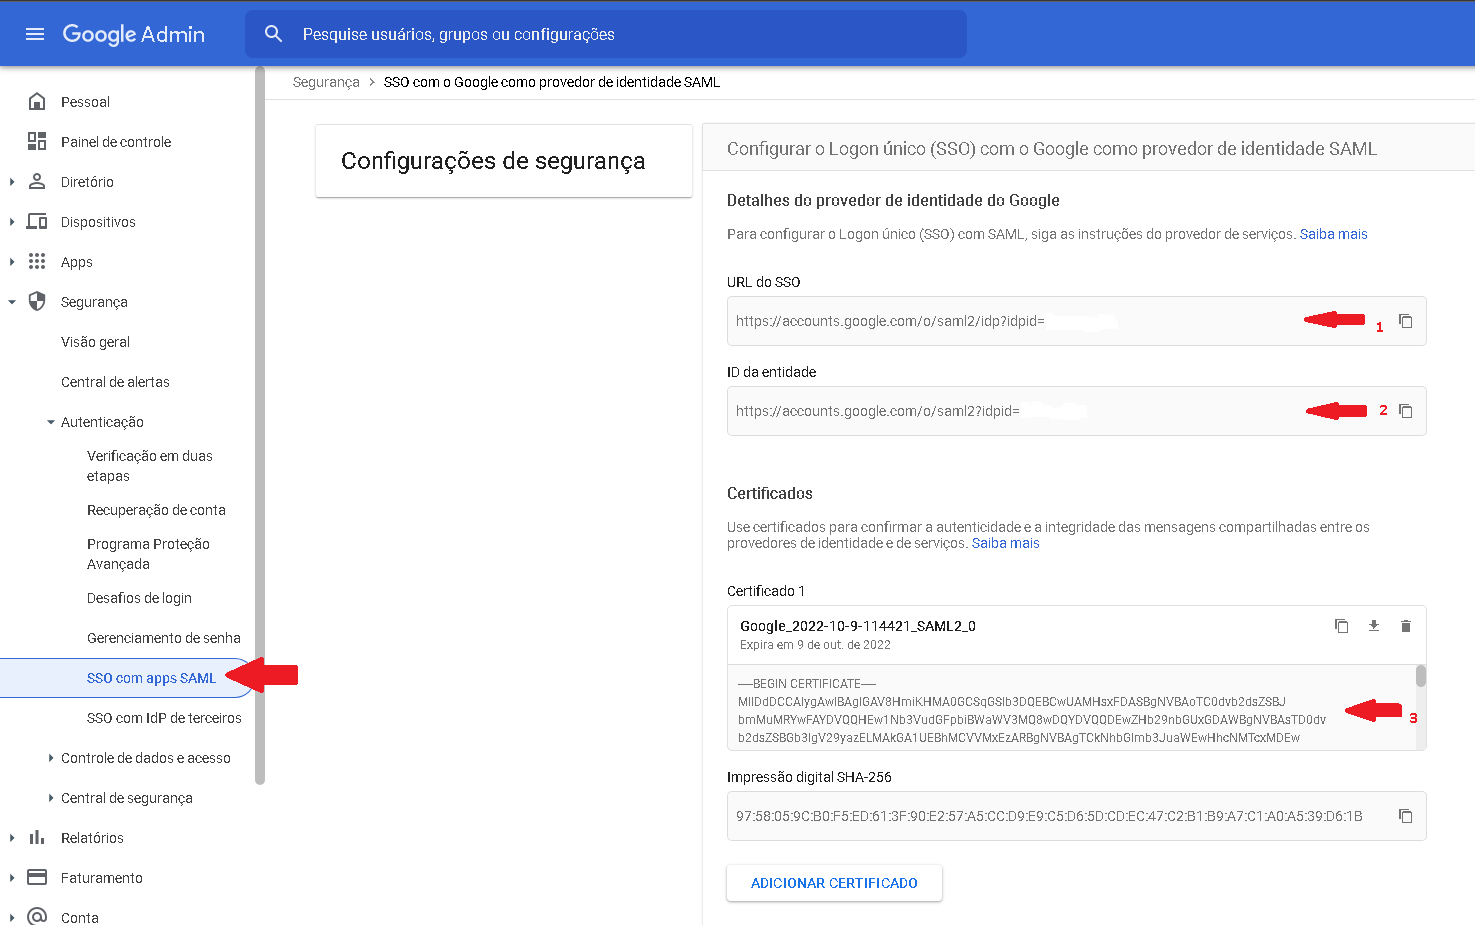 Google Admin
Pesquise usuários, grupos ou configurações
Segurança > SSO com o Google como provedor de identidade SAML
Pessoal
Painel de controle
Diretório
Dispositivos
Apps
Segurança
Visão geral
Central de alertas
Autenticação
Verificação em duas
etapas
Recuperação de conta
Programa Proteção
Avançada
Desafios de login
Gerenciamento de senha
SSO com apps SAML
SSO com IdP de terceiros
Controle de dados e acesso
Central de segurança
Relatórios
Faturamento
Conta
Configurações de segurança
Configurar o Logon único (SSO) com o Google como provedor de identidade SAML
Detalhes do provedor de identidade do Google
Para configurar o Logon único (SSO) com SAML, siga as instruções do provedor de serviços. Saiba mais
URL do SSO
https://accounts.google.com/o/saml2/idp?idpid=
1
ID da entidade
https://accounts.google.com/o/saml2?idpid=
2
Certificados
Use certificados para confirmar a autenticidade e a integridade das mensagens compartilhadas entre os
provedores de identidade e de serviços. Saiba mais
Certificado 1
Google_2022-10-9-114421_SAML2_0
Expira em 9 de out. de 2022
-----BEGIN CERTIFICATE-----
MIIDdDCCAlygAwIBAgIGAV8HmiKHMA0GCSqGSIb3DQEBCwUAMHsxFDASBgNVBAoTC0dvb2dsZSBJ
bmMuMRYwFAYDVQQHEw1Nb3VudGFpbiBWaWV3MQ8wDQYDVQQDEwZHb29nbGUxGDAWBgNVBAsTD0dv
b2dsZSBGb3IgV29yazELMAkGA1UEBhMCVVMxEzARBgNVBAgTCkNhbGlmb3JuaWEwHhcNMTcxMDEw
3
Impressão digital SHA-256
97:58:05:9C:B0:F5:ED:61:3F:90:E2:57:A5:CC:D9:E9:C5:D6:5D:CD:EC:47:C2:B1:B9:A7:C1:A0:A5:39:D6:1B
ADICIONAR CERTIFICADO